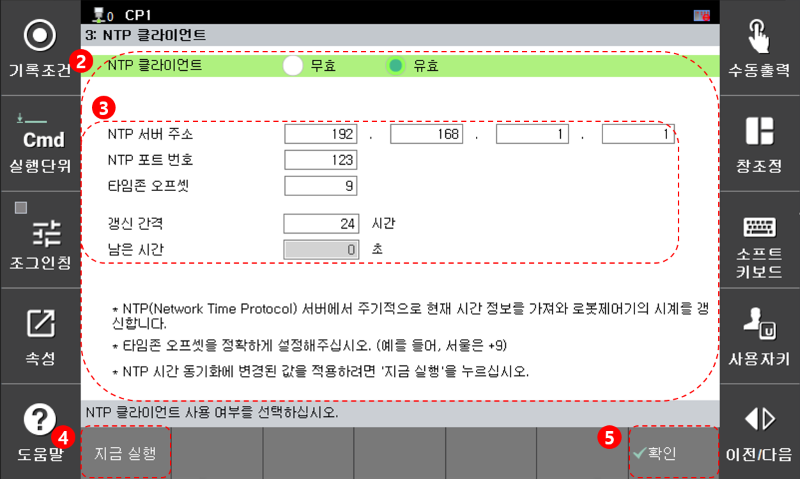 0 CP1
3: NTP 클라이언트
기록조건
Cmd
실행단위
조그인칭
속성
도움말
2
NTP 클라이언트 무효 유효
3
NTP 서버 주소 192 . 168 . 1 . 1
NTP 포트 번호 123
타임존 오프셋 9
갱신 간격 24 시간
남은 시간 0 초
* NTP(Network Time Protocol) 서버에서 주기적으로 현재 시간 정보를 가져와 로봇제어기의 시계를 갱
신합니다.
* 타임존 오프셋을 정확하게 설정해주십시오. (예를 들어, 서울은 +9)
* NTP 시간 동기화에 변경된 값을 적용하려면 '지금 실행'을 누르십시오.
NTP 클라이언트 사용 여부를 선택하십시오.
4
지금 실행
5
확인
수동출력
창조정
소프트
키보드
U
사용자키
이전/다음